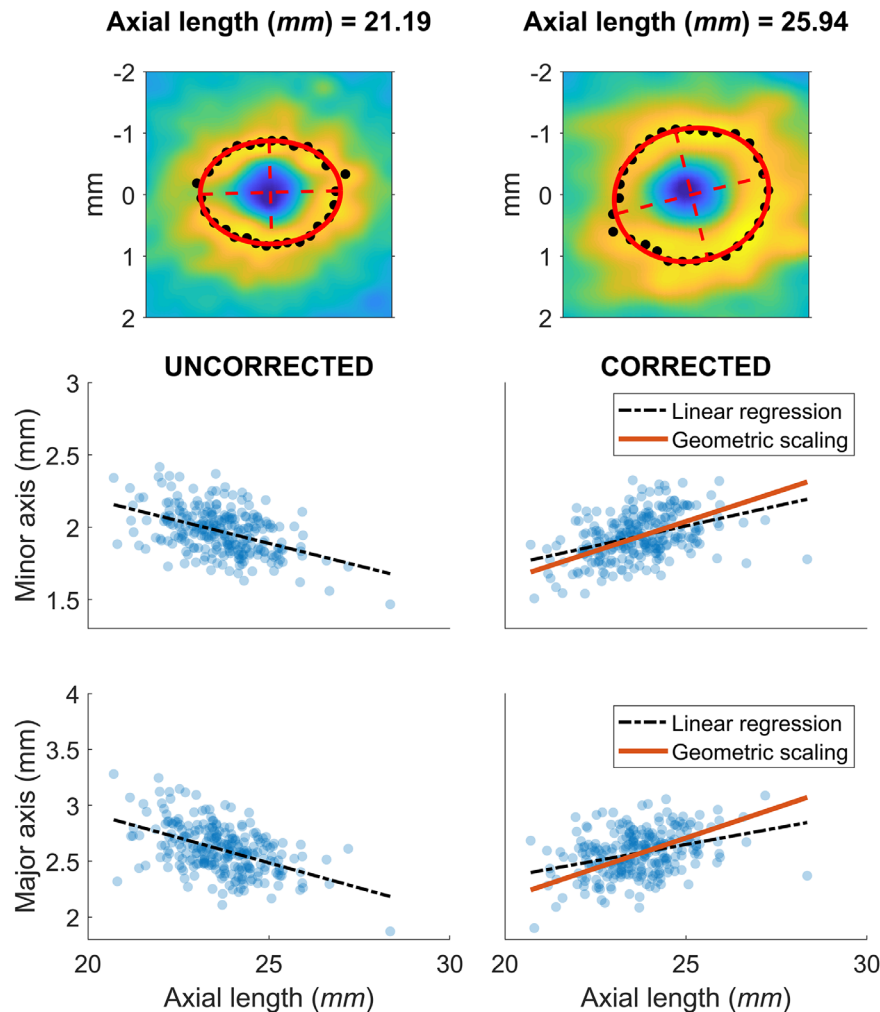 Axial length (mm) = 21.19
Axial length (mm) = 25.94
-2
-1
0
1
2
mm
-2
-1
0
1
2
UNCORRECTED
CORRECTED
3
2.5
2
1.5
Minor axis (mm)
Linear regression
Geometric scaling
4
3.5
3
2.5
2
Major axis (mm)
20
25
30
Axial length (mm)
Linear regression
Geometric scaling
20
25
30
Axial length (mm)